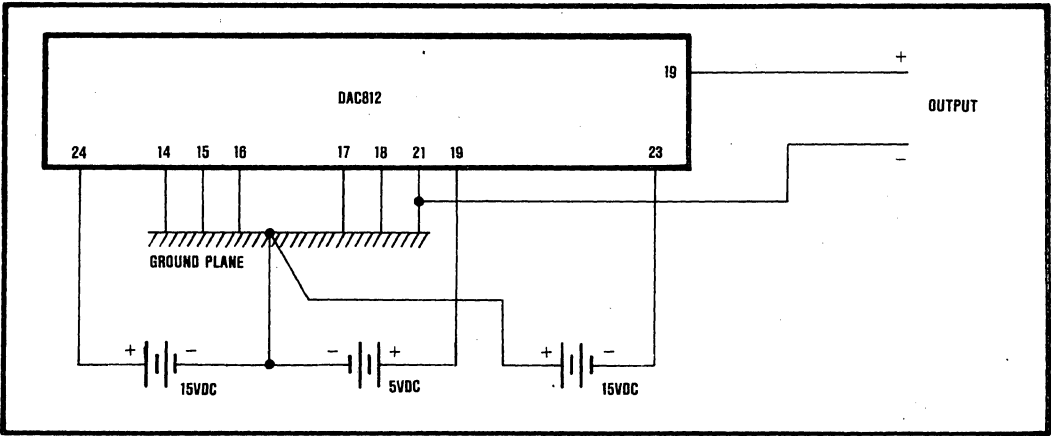 +
19
DAC812
OUTPUT
24 14 15 16 17 18 21 19 23
−
GROUND PLANE
+ − − + + −
15VDC 5VDC 15VDC